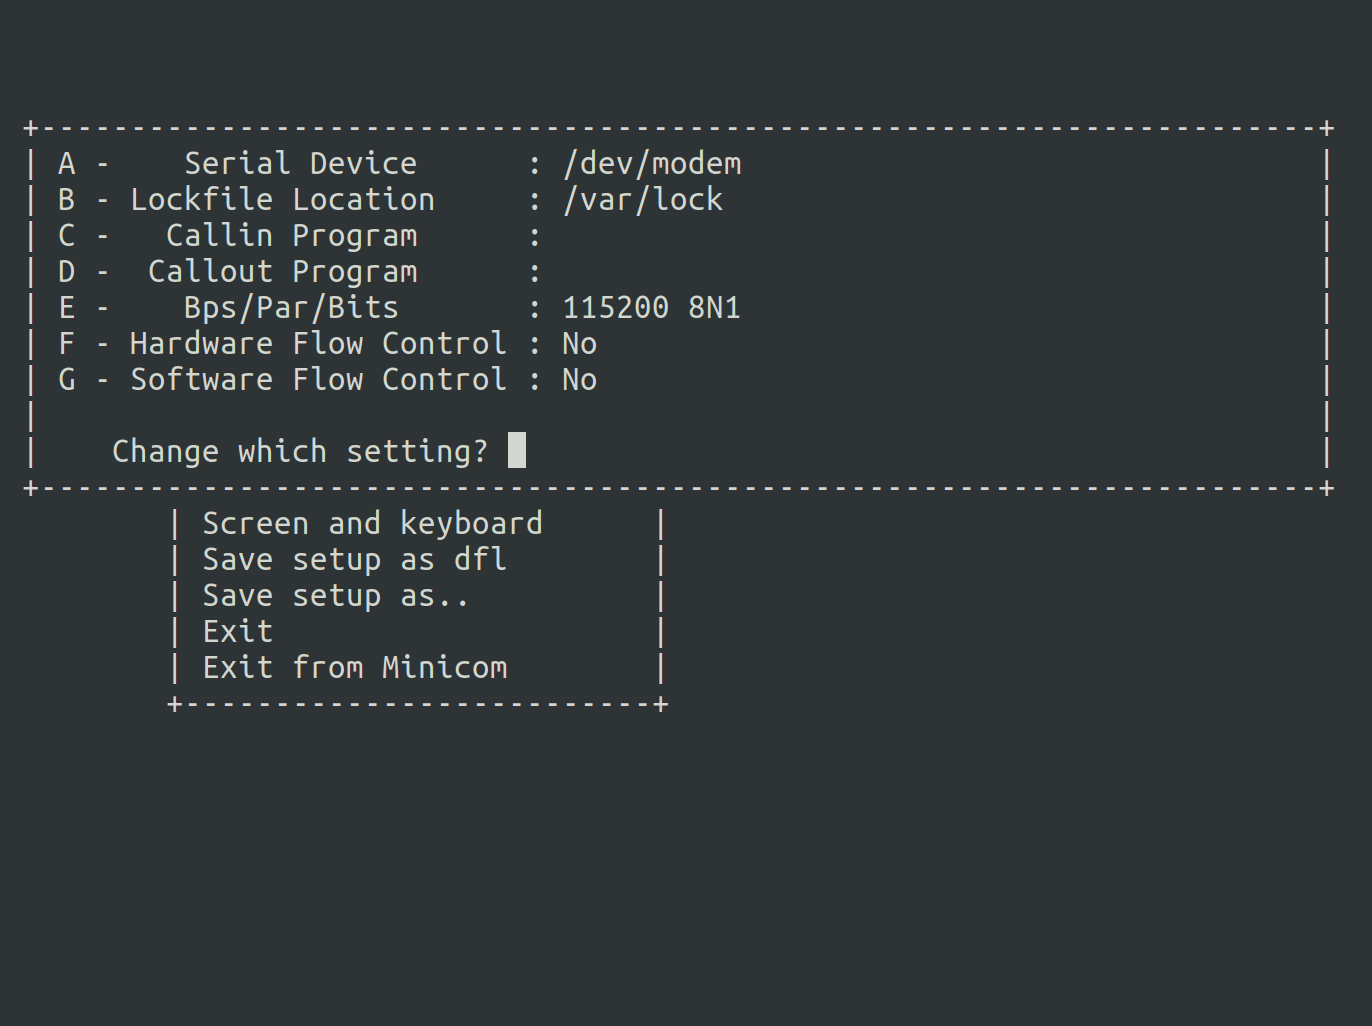 +-----------------------------------------------------------------------+
| A -    Serial Device      : /dev/modem                                |
| B - Lockfile Location     : /var/lock                                 |
| C -   Callin Program      :                                           |
| D -  Callout Program      :                                           |
| E -    Bps/Par/Bits       : 115200 8N1                                |
| F - Hardware Flow Control : No                                        |
| G - Software Flow Control : No                                        |
|                                                                       |
|    Change which setting?                                              |
+-----------------------------------------------------------------------+
        | Screen and keyboard      |
        | Save setup as dfl        |
        | Save setup as..          |
        | Exit                     |
        | Exit from Minicom        |
        +--------------------------+